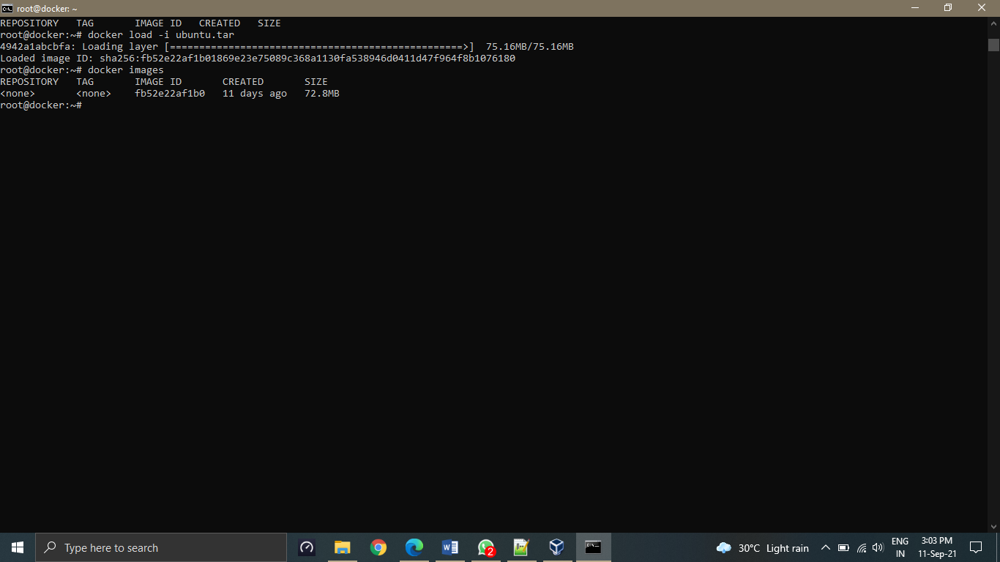 root@docker: ~
REPOSITORY   TAG       IMAGE ID   CREATED   SIZE
root@docker:~# docker load -i ubuntu.tar
4942a1abcbfa: Loading layer [==================================================>]  75.16MB/75.16MB
Loaded image ID: sha256:fb52e22af1b01869e23e75089c368a1130fa538946d0411d47f964f8b1076180
root@docker:~# docker images
REPOSITORY   TAG       IMAGE ID       CREATED       SIZE
<none>       <none>    fb52e22af1b0   11 days ago   72.8MB
root@docker:~#
Type here to search
2
30°C Light rain
ENG
IN
3:03 PM
11-Sep-21